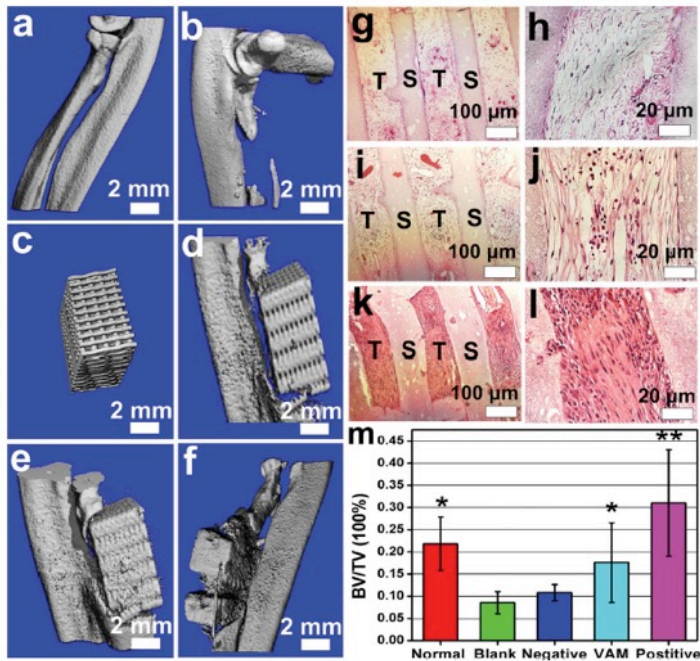 a
2 mm
b
2 mm
c
2 mm
d
2 mm
e
2 mm
f
2 mm
g
T S T S
100 μm
h
20 μm
i
T S T S
100 μm
j
20 μm
k
T S T S
100 μm
l
20 μm
m
BV/TV (100%)
0.45
0.40
0.35
0.30
0.25
0.20
0.15
0.10
0.05
0.00
*
*
**
Normal Blank Negative VAM Postitive